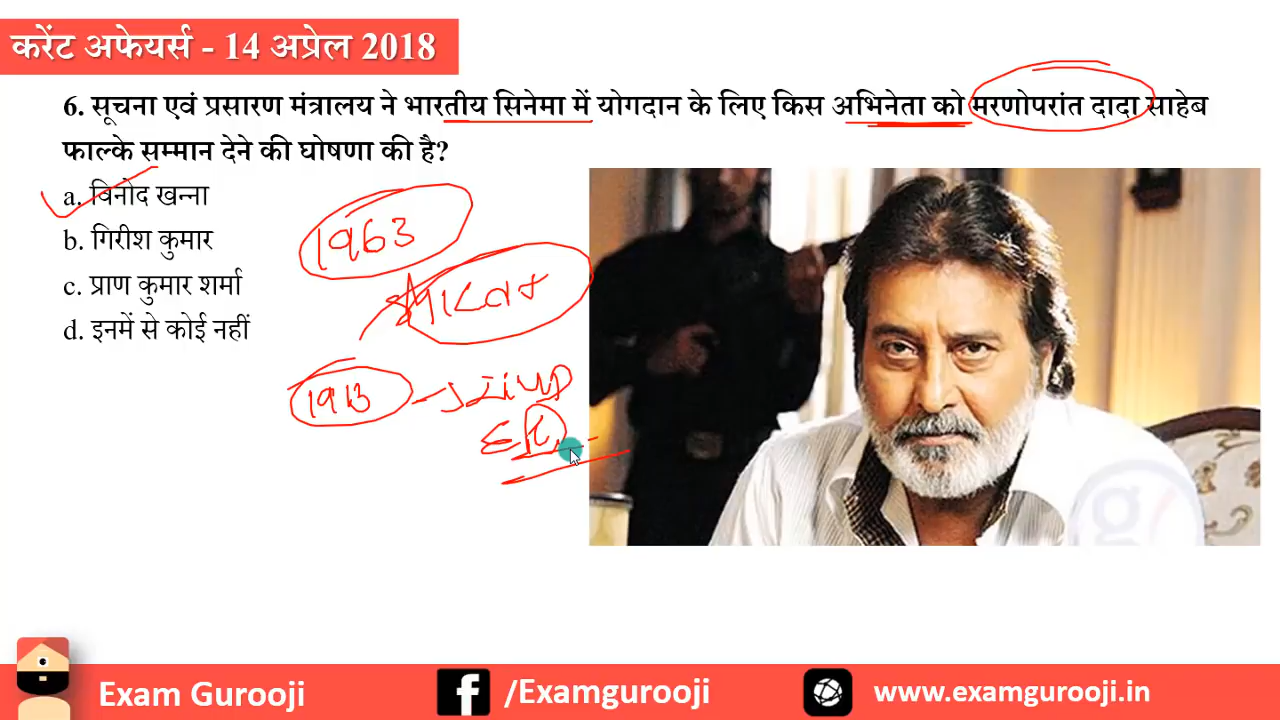 करेंट अफेयर्स - 14 अप्रेल 2018
6. सूचना एवं प्रसारण मंत्रालय ने भारतीय सिनेमा में योगदान के लिए किस अभिनेता को मरणोपरांत दादा साहेब
फाल्के सम्मान देने की घोषणा की है?
a. विनोद खन्ना
b. गिरीश कुमार
c. प्राण कुमार शर्मा
d. इनमें से कोई नहीं
1963
1913
Exam Gurooji
f /Examgurooji
www.examgurooji.in